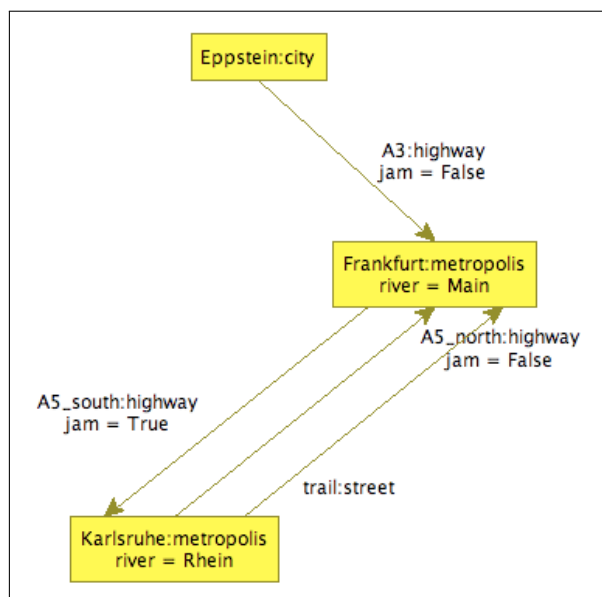 Eppstein:city
A3:highway
jam = False
Frankfurt:metropolis
river = Main
A5_north:highway
jam = False
A5_south:highway
jam = True
trail:street
Karlsruhe:metropolis
river = Rhein